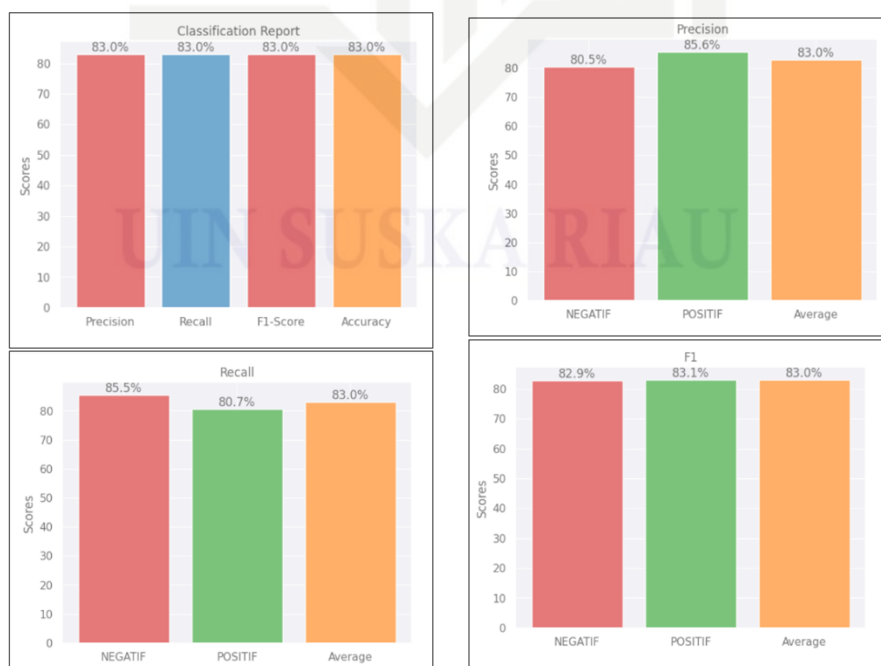 Classification Report
83.0% 83.0% 83.0% 83.0%
80
70
60
50
40
30
20
10
0
Scores
Precision Recall F1-Score Accuracy
Precision
80.5% 85.6% 83.0%
80
70
60
50
40
30
20
10
0
Scores
NEGATIF POSITIF Average
UIN SUSKA RIAU
Recall
85.5% 80.7% 83.0%
80
70
60
50
40
30
20
10
0
Scores
NEGATIF POSITIF Average
F1
82.9% 83.1% 83.0%
80
70
60
50
40
30
20
10
0
Scores
NEGATIF POSITIF Average